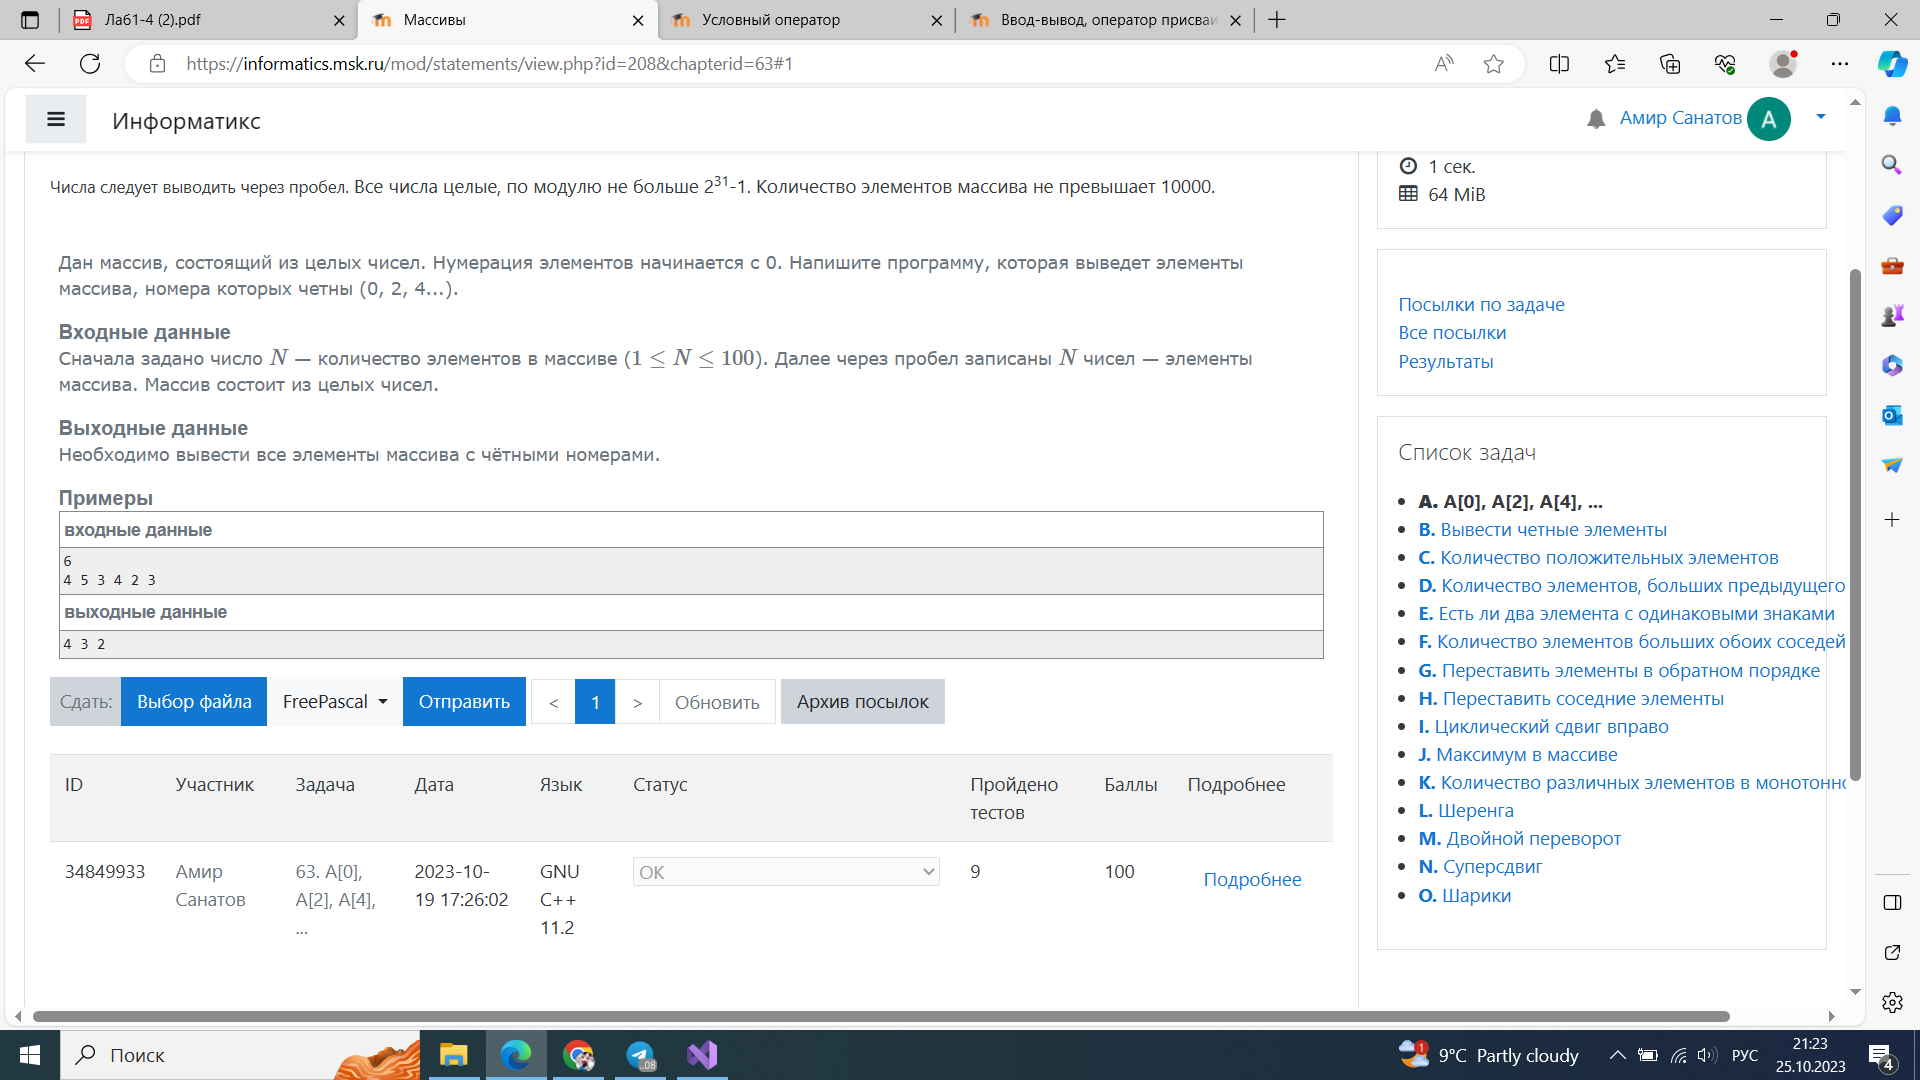 Лаб1-4 (2).pdf
Массивы
Условный оператор
Ввод-вывод, оператор присваи
https://informatics.msk.ru/mod/statements/view.php?id=208&chapterid=63#1
Информатикс
Амир Санатов
А
Числа следует выводить через пробел. Все числа целые, по модулю не больше 2^31-1. Количество элементов массива не превышает 10000.
Дан массив, состоящий из целых чисел. Нумерация элементов начинается с 0. Напишите программу, которая выведет элементы
массива, номера которых четны (0, 2, 4...).
Входные данные
Сначала задано число N — количество элементов в массиве (1 ≤ N ≤ 100). Далее через пробел записаны N чисел — элементы
массива. Массив состоит из целых чисел.
Выходные данные
Необходимо вывести все элементы массива с чётными номерами.
Примеры
входные данные
6
4 5 3 4 2 3
выходные данные
4 3 2
Сдать:
Выбор файла
FreePascal
Отправить
<
1
>
Обновить
Архив посылок
ID
Участник
Задача
Дата
Язык
Статус
Пройдено
тестов
Баллы
Подробнее
34849933
Амир
Санатов
63. A[0],
A[2], A[4],
...
2023-10-
19 17:26:02
GNU
C++
11.2
OK
9
100
Подробнее
1 сек.
64 MiB
Посылки по задаче
Все посылки
Результаты
Список задач
A. A[0], A[2], A[4], ...
B. Вывести четные элементы
C. Количество положительных элементов
D. Количество элементов, больших предыдущего
E. Есть ли два элемента с одинаковыми знаками
F. Количество элементов больших обоих соседей
G. Переставить элементы в обратном порядке
H. Переставить соседние элементы
I. Циклический сдвиг вправо
J. Максимум в массиве
K. Количество различных элементов в монотонно
L. Шеренга
M. Двойной переворот
N. Суперсдвиг
O. Шарики
Поиск
.08
1
9°C Partly cloudy
РУС
21:23
25.10.2023
4